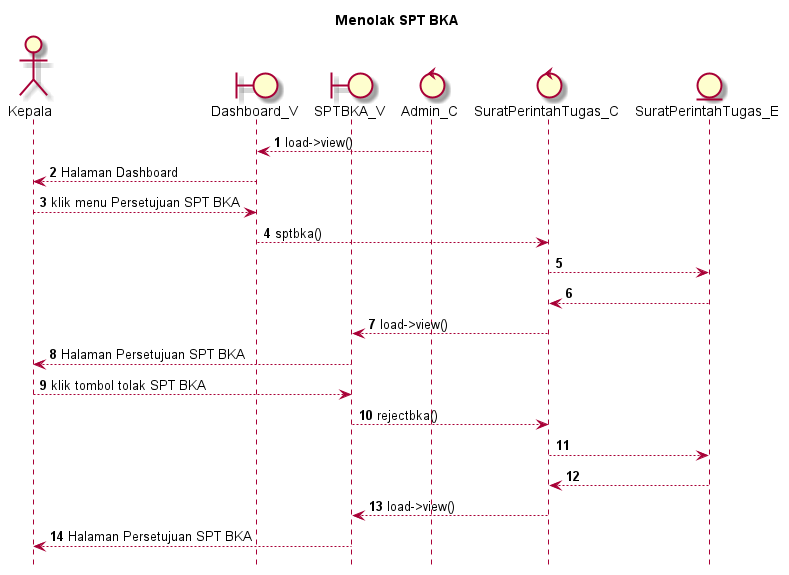 Menolak SPT BKA
Kepala
Dashboard_V
SPTBKA_V
Admin_C
SuratPerintahTugas_C
SuratPerintahTugas_E
1 load->view()
2 Halaman Dashboard
3 klik menu Persetujuan SPT BKA
4 sptbka()
5
6
7 load->view()
8 Halaman Persetujuan SPT BKA
9 klik tombol tolak SPT BKA
10 rejectbka()
11
12
13 load->view()
14 Halaman Persetujuan SPT BKA